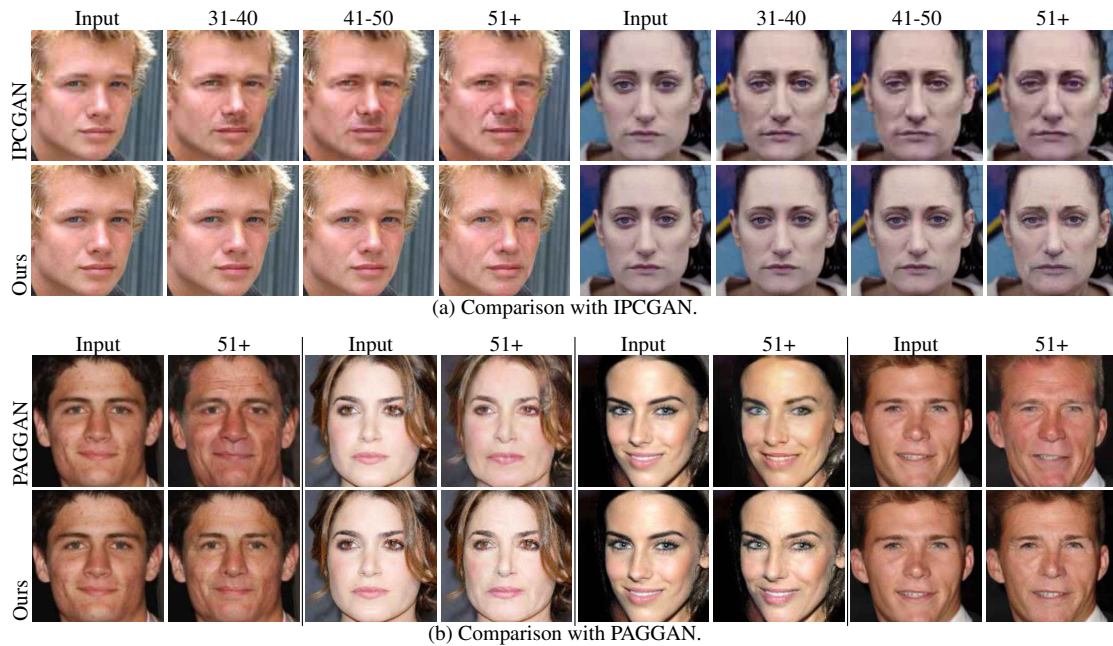 Input 31-40 41-50 51+ Input 31-40 41-50 51+
IPCGAN
Ours
(a) Comparison with IPCGAN.
Input 51+ Input 51+ Input 51+ Input 51+
PAGGAN
Ours
(b) Comparison with PAGGAN.